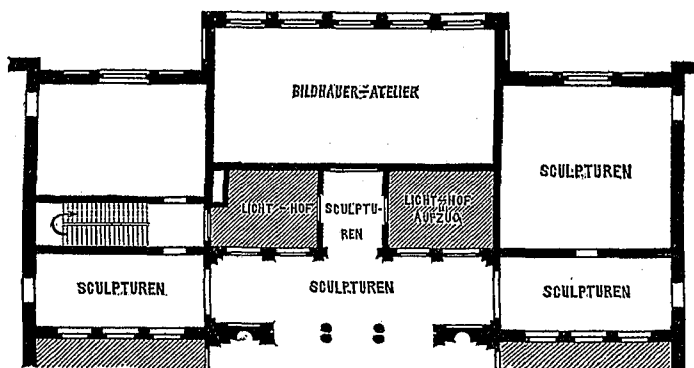 BILDHAUER=ATELIER
SCULPTUREN
LICHT=HOF
SCULPTU-
REN
LICHT=HOF
AUFZUG
SCULPTUREN
SCULPTUREN
SCULPTUREN